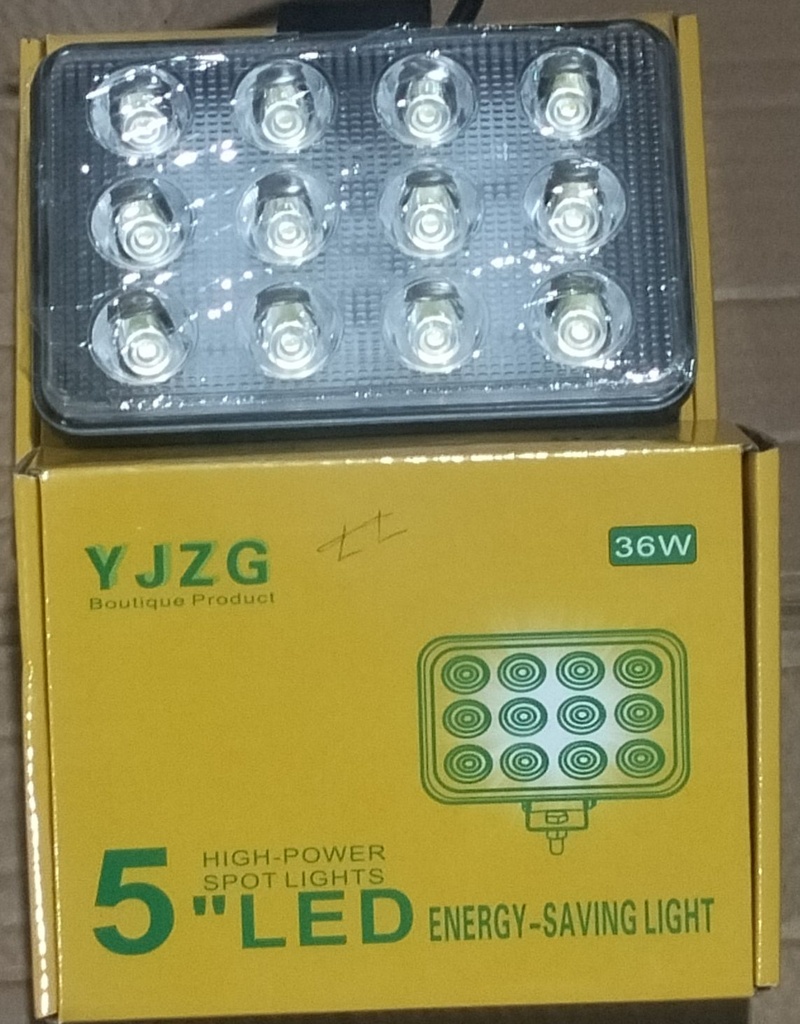 YJZG
Boutique Product
36W
HIGH-POWER
SPOT LIGHTS
5"LED ENERGY-SAVING LIGHT